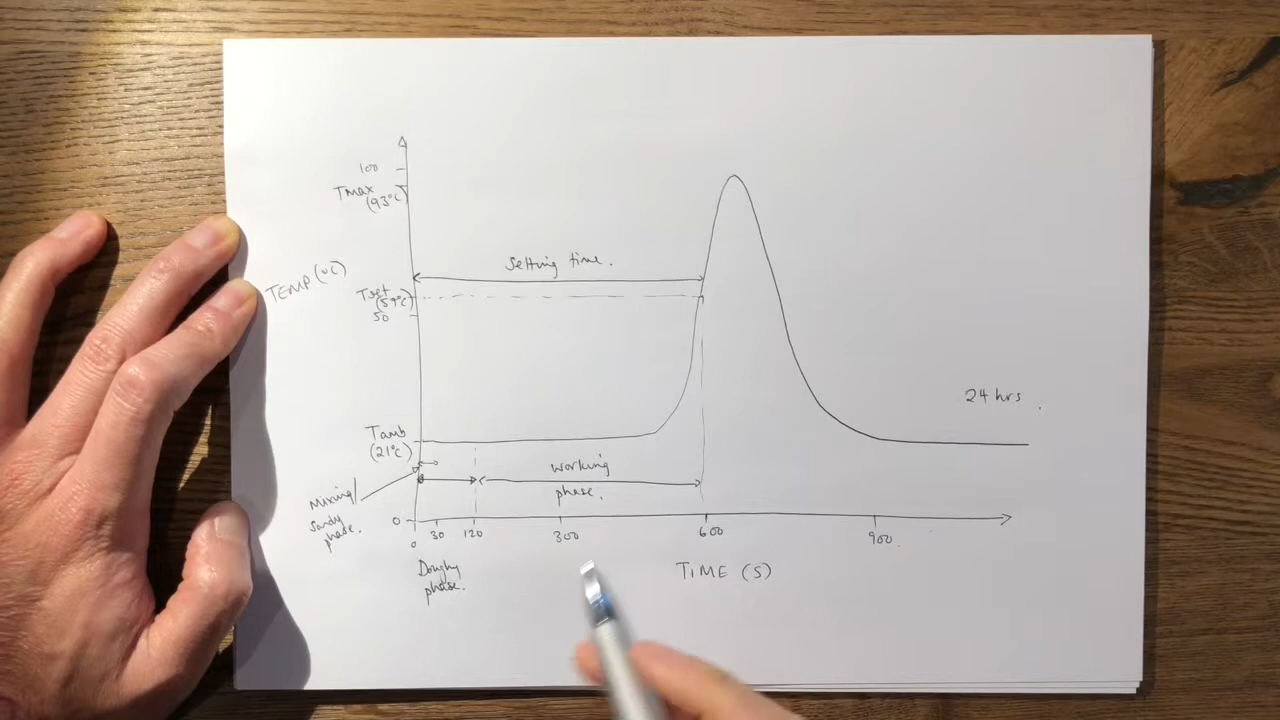 100
Tmax
(93°C)
Setting time.
TEMP (°C)
Tset
(57°C)
50
24 hrs.
Tamb
(21°C)
working
phase.
Mixing/
Sandy
phase.
0
0
30
120
300
600
900.
Doughy
phase.
TIME (S)